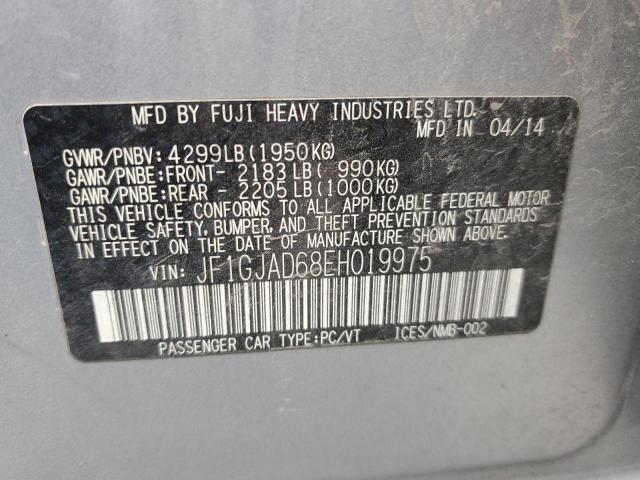 MFD BY FUJI HEAVY INDUSTRIES LTD.
MFD IN 04/14
GVWR/PNBV: 4299LB(1950KG)
GAWR/PNBE:FRONT- 2183LB( 990KG)
GAWR/PNBE:REAR - 2205LB(1000KG)
THIS VEHICLE CONFORMS TO ALL APPLICABLE FEDERAL MOTOR
VEHICLE SAFETY, BUMPER, AND THEFT PREVENTION STANDARDS
IN EFFECT ON THE DATE OF MANUFACTURE SHOWN ABOVE.
VIN: JF1GJAD68EH019975
PASSENGER CAR TYPE:PC/VT ICES/NMB-002